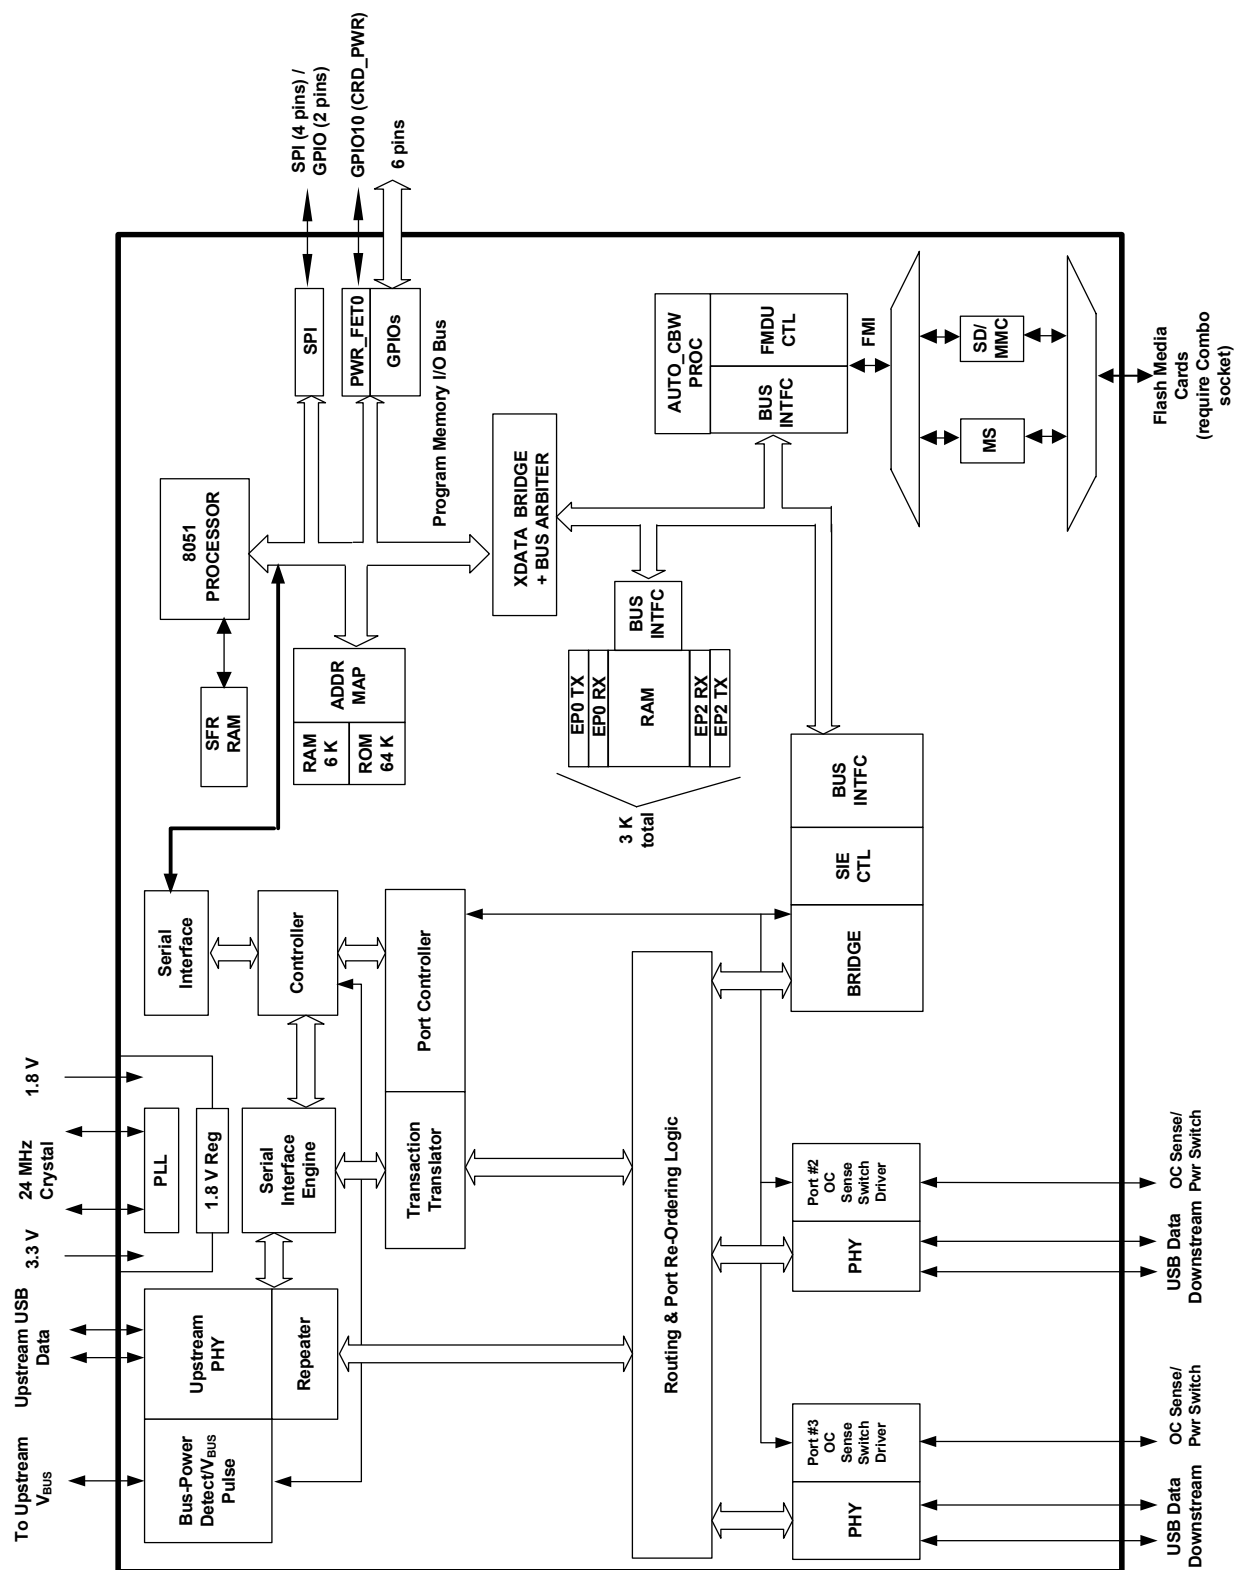 To Upstream
VBUS
Upstream USB
Data
3.3 V
24 MHz
Crystal
1.8 V
SPI (4 pins) /
GPIO (2 pins)
GPIO10 (CRD_PWR)
6 pins
Bus-Power
Detect/VBUS
Pulse
Upstream
PHY
Repeater
PLL
1.8 V Reg
Serial
Interface
Engine
Serial
Interface
Controller
Transaction
Translator
Port Controller
SFR
RAM
8051
PROCESSOR
RAM
6 K
ROM
64 K
ADDR
MAP
SPI
PWR_FET0
GPIOs
Program Memory I/O Bus
XDATA BRIDGE
+ BUS ARBITER
3 K
total
EP0 TX
EP0 RX
RAM
EP2 RX
EP2 TX
BUS
INTFC
AUTO_CBW
PROC
BUS
INTFC
FMDU
CTL
FMI
Routing & Port Re-Ordering Logic
BRIDGE
SIE
CTL
BUS
INTFC
MS
SD/
MMC
PHY
Port #3
OC
Sense
Switch
Driver
PHY
Port #2
OC
Sense
Switch
Driver
USB Data
Downstream
OC Sense/
Pwr Switch
USB Data
Downstream
OC Sense/
Pwr Switch
Flash Media
Cards
(require Combo
socket)